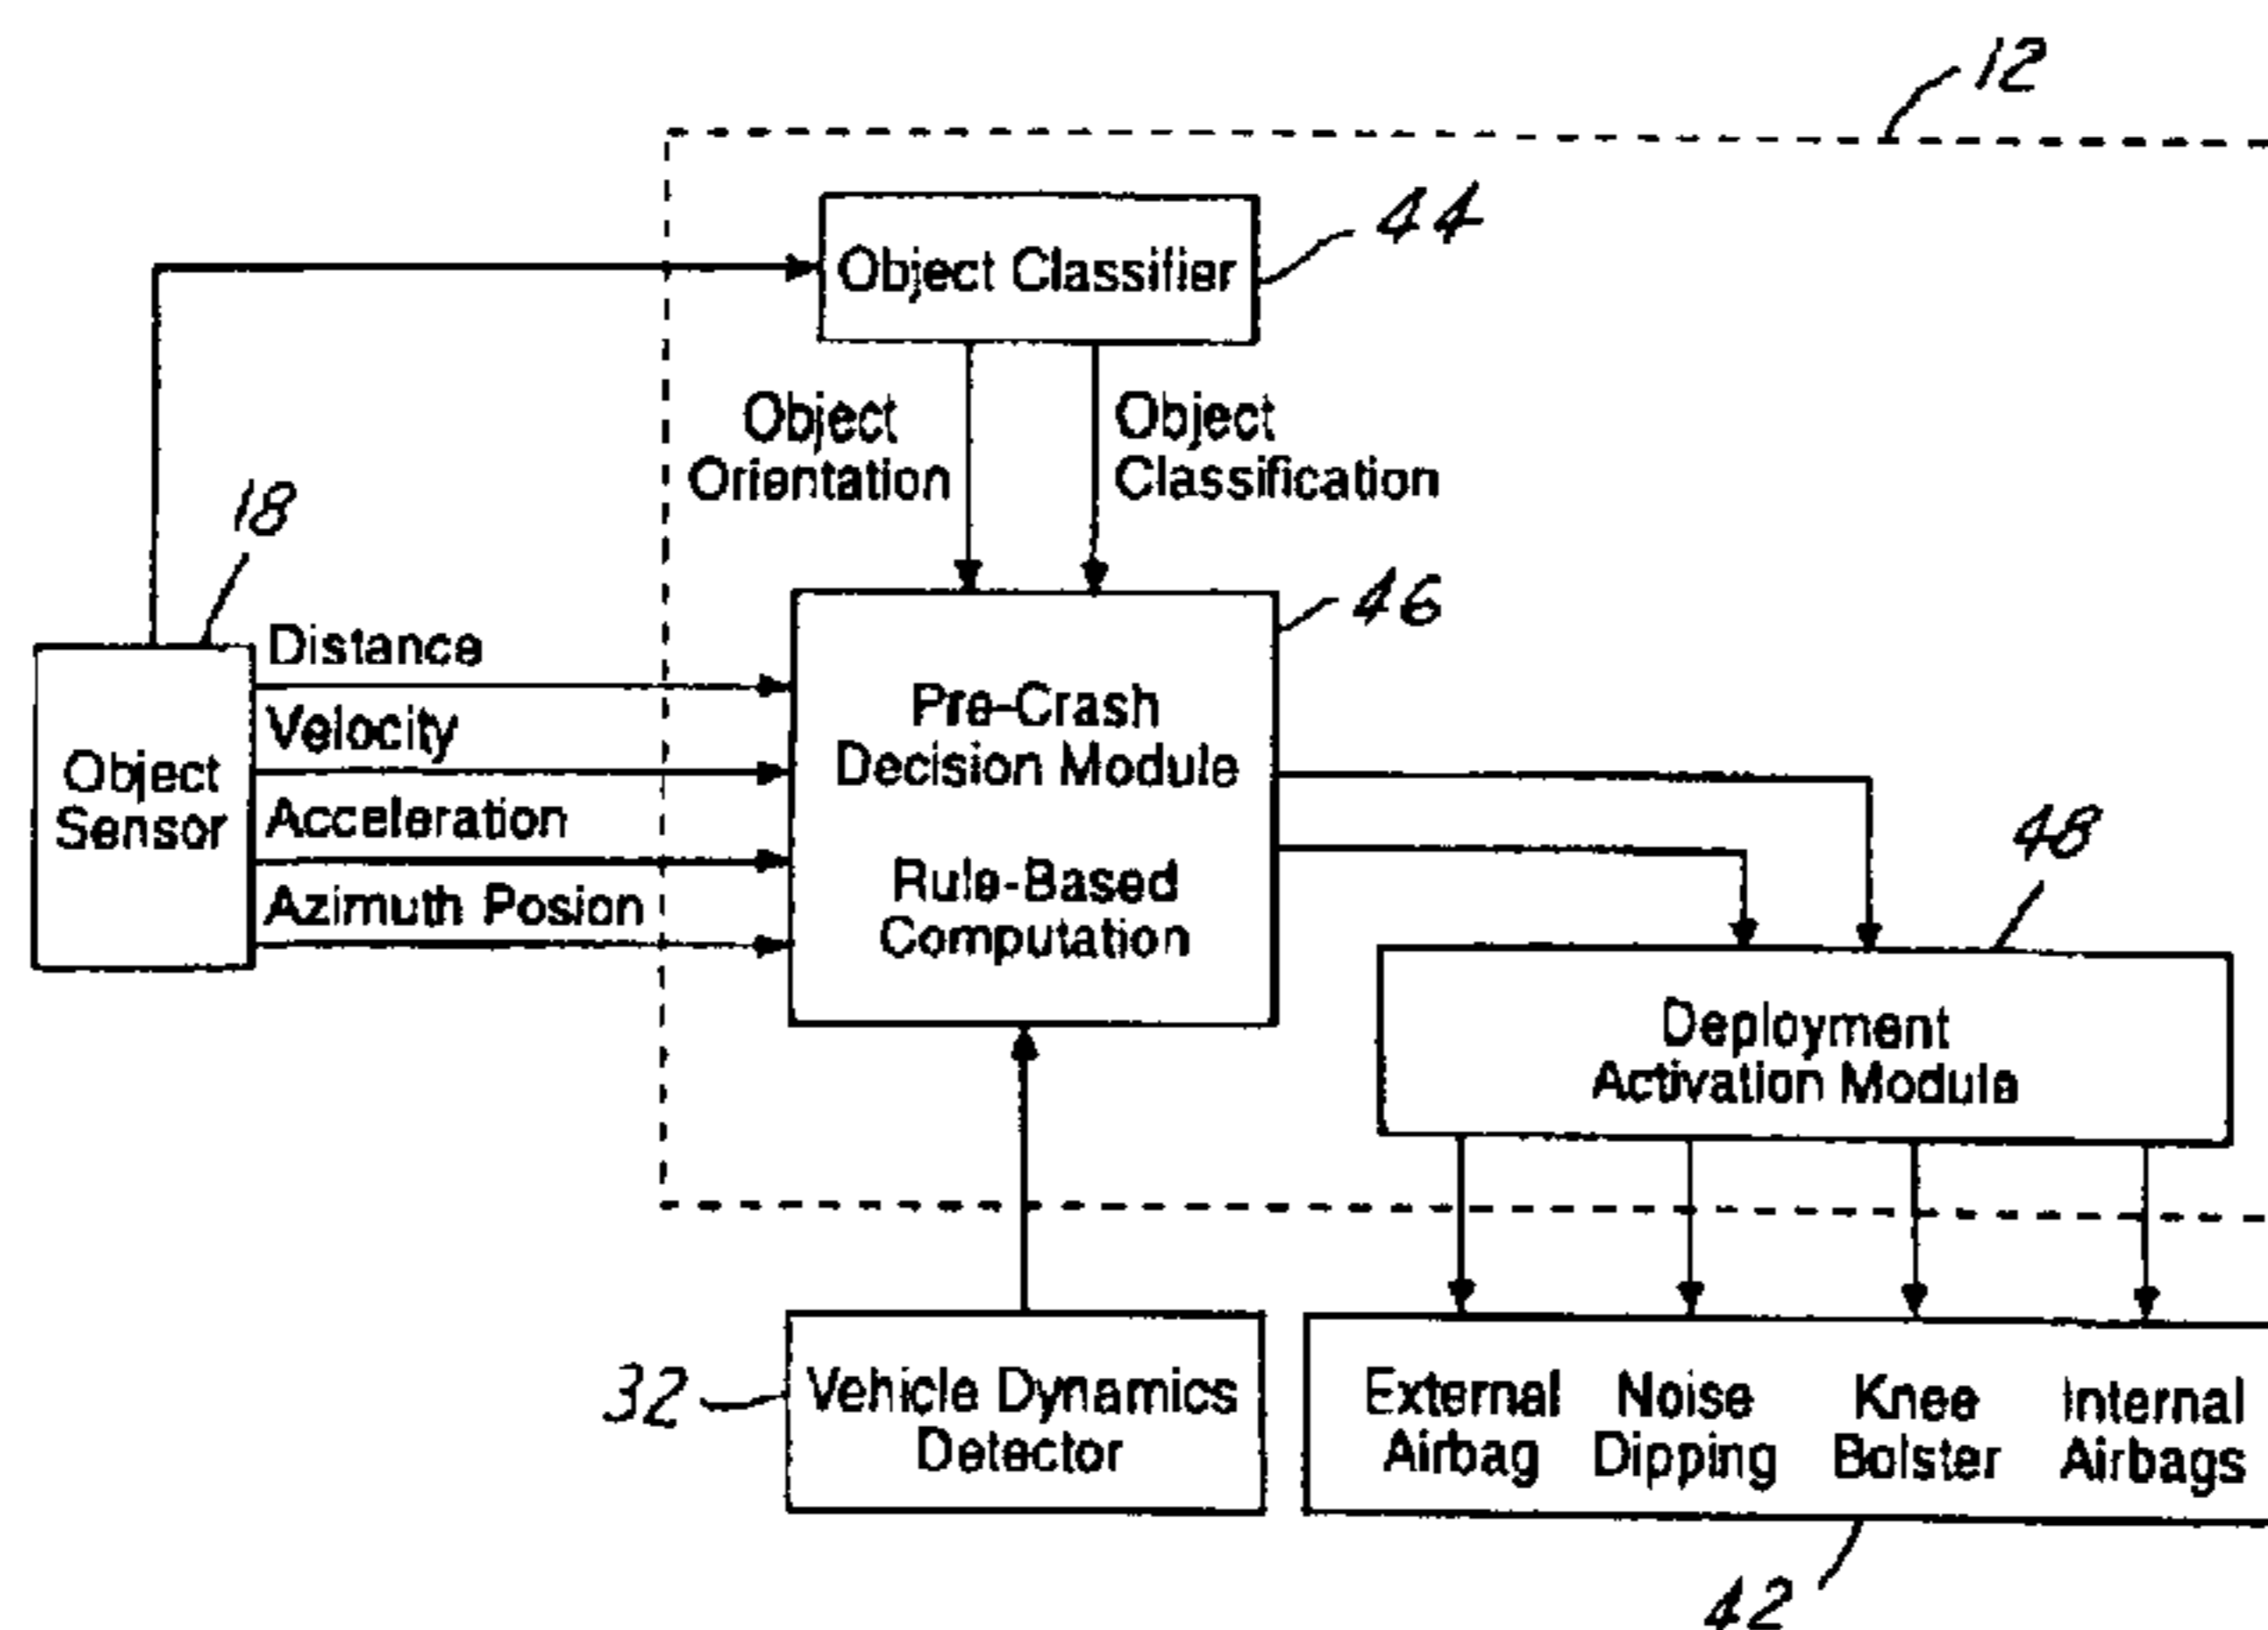 12
Object Classifier
44
Object
Orientation
Object
Classification
18
46
Distance
Velocity
Acceleration
Azimuth Posion
Object
Sensor
Pre-Crash
Decision Module
Rule-Based
Computation
48
Deployment
Activation Module
32
Vehicle Dynamics
Detector
External
Airbag
Noise
Dipping
Knee
Bolster
Internal
Airbags
42